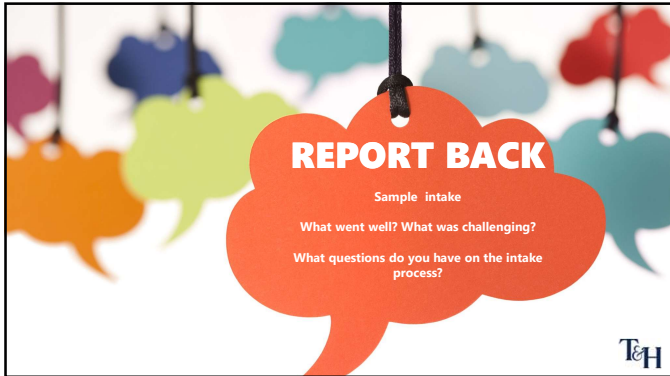 REPORT BACK
Sample intake
What went well? What was challenging?
What questions do you have on the intake
process?
T&H